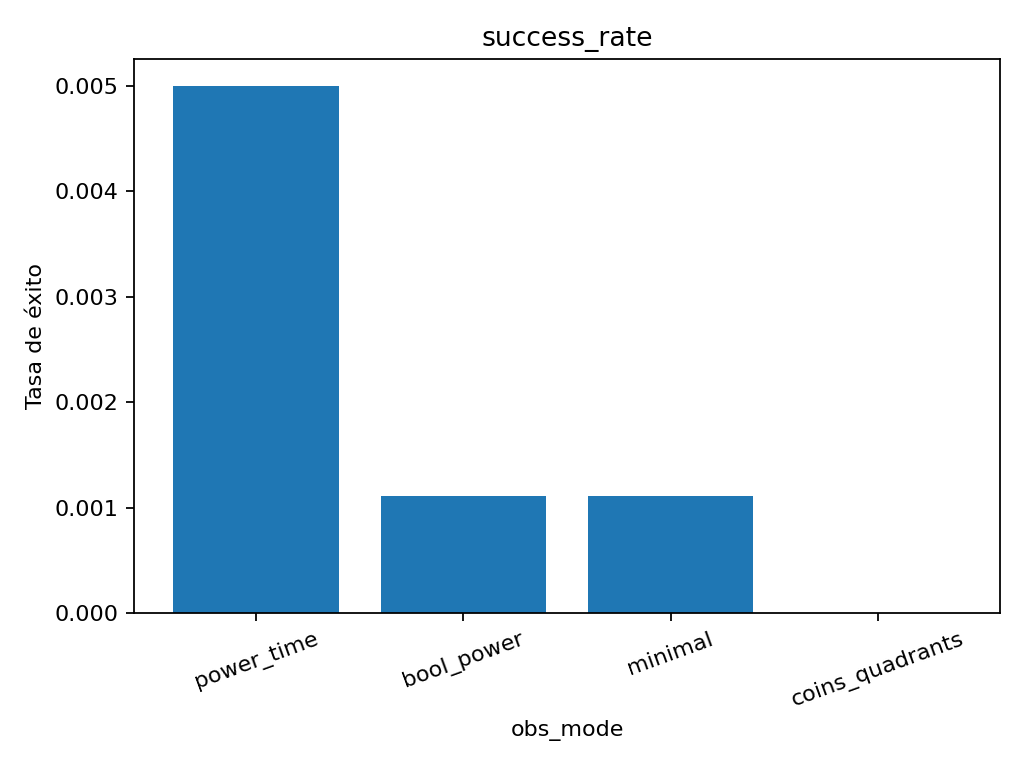 success_rate
Tasa de éxito
0.005
0.004
0.003
0.002
0.001
0.000
power_time
bool_power
minimal
coins_quadrants
obs_mode